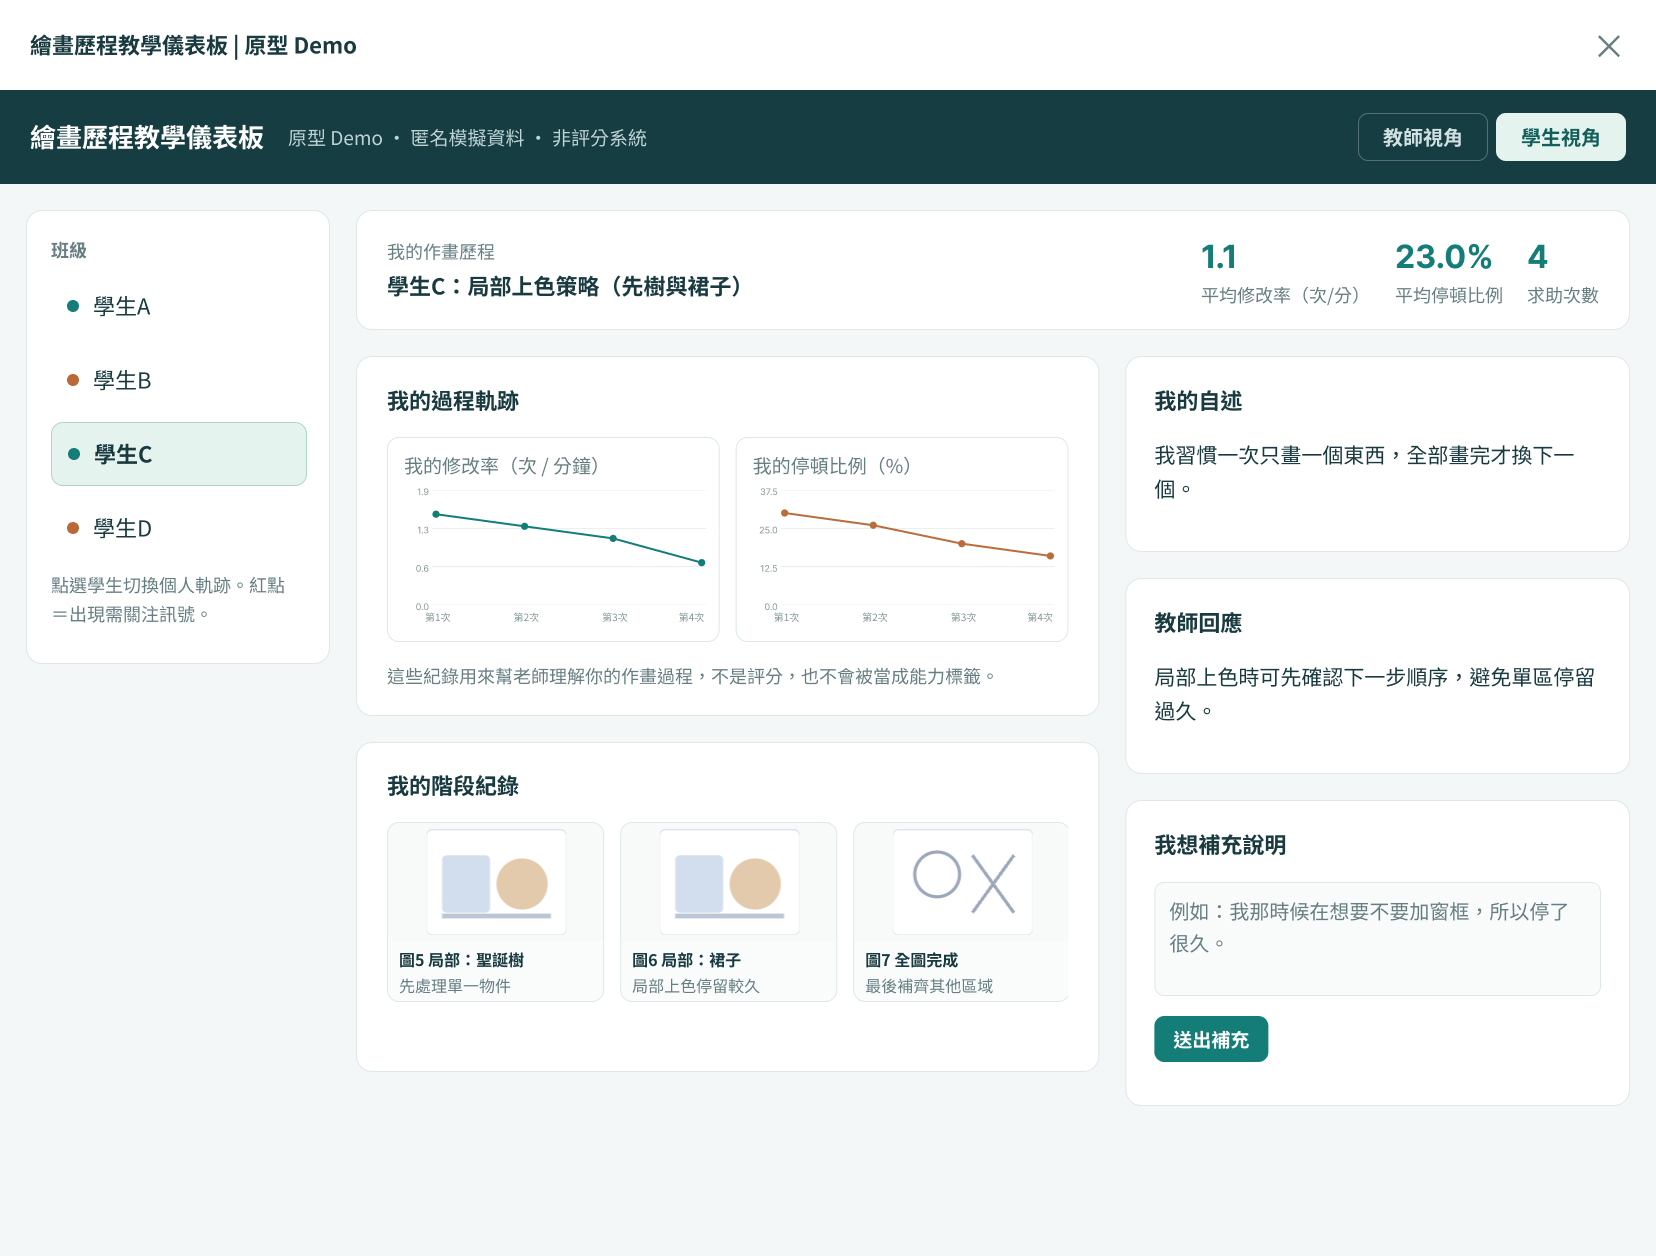 繪畫歷程教學儀表板 | 原型 Demo
繪畫歷程教學儀表板
原型 Demo ・ 匿名模擬資料 ・ 非評分系統
教師視角
學生視角
班級
學生A
學生B
學生C
學生D
點選學生切換個人軌跡。紅點
＝出現需關注訊號。
我的作畫歷程
學生C：局部上色策略（先樹與裙子）
1.1
平均修改率（次/分）
23.0%
平均停頓比例
4
求助次數
我的過程軌跡
我的修改率（次 / 分鐘）
1.9
1.3
0.6
0.0
第1次
第2次
第3次
第4次
我的停頓比例（%）
37.5
25.0
12.5
0.0
第1次
第2次
第3次
第4次
這些紀錄用來幫老師理解你的作畫過程，不是評分，也不會被當成能力標籤。
我的階段紀錄
圖5 局部：聖誕樹
先處理單一物件
圖6 局部：裙子
局部上色停留較久
圖7 全圖完成
最後補齊其他區域
我的自述
我習慣一次只畫一個東西，全部畫完才換下一
個。
教師回應
局部上色時可先確認下一步順序，避免單區停留
過久。
我想補充說明
例如：我那時候在想要不要加窗框，所以停了
很久。
送出補充